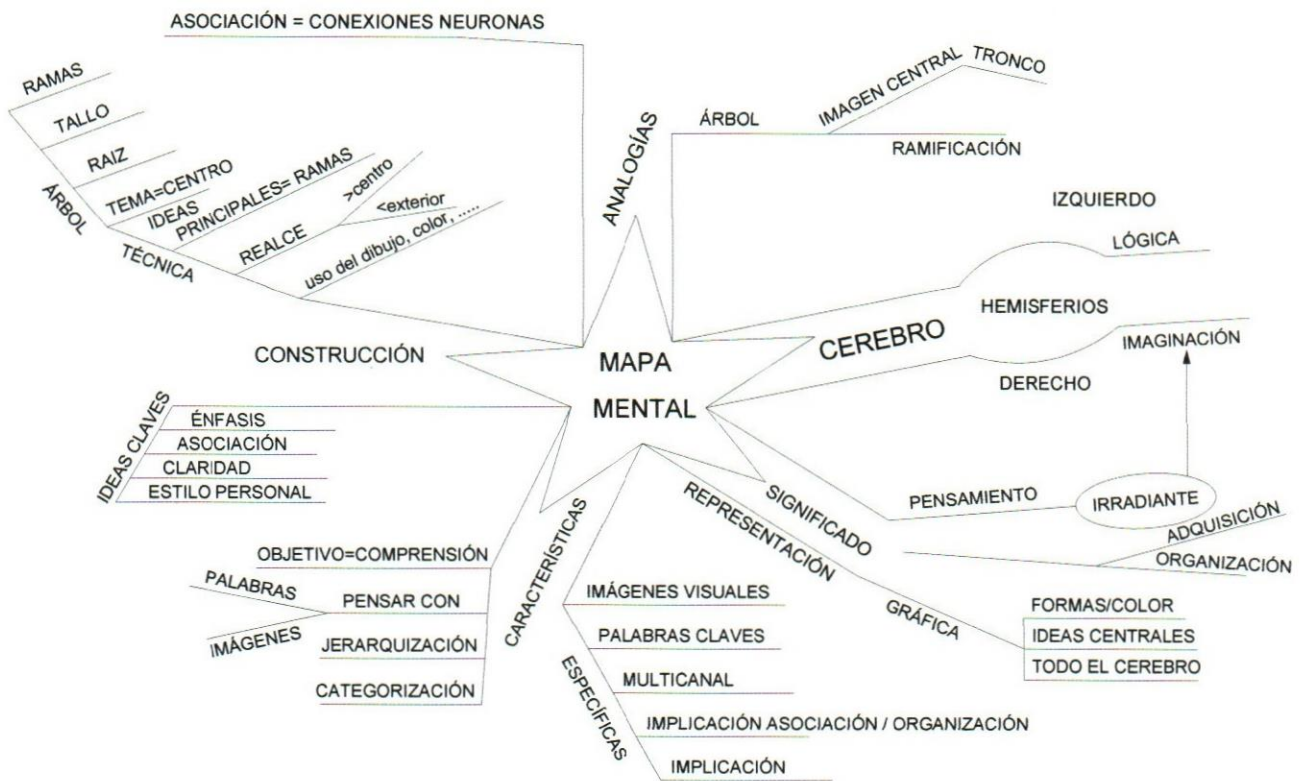 ASOCIACIÓN = CONEXIONES NEURONAS
RAMAS
TALLO
RAIZ
ÁRBOL
TEMA=CENTRO
IDEAS
PRINCIPALES= RAMAS
TÉCNICA
REALCE
>centro
<exterior
uso del dibujo, color, .....
ANALOGÍAS
ÁRBOL
IMAGEN CENTRAL
TRONCO
RAMIFICACIÓN
IZQUIERDO
LÓGICA
HEMISFERIOS
CEREBRO
IMAGINACIÓN
DERECHO
MAPA
MENTAL
CONSTRUCCIÓN
IDEAS CLAVES
ÉNFASIS
ASOCIACIÓN
CLARIDAD
ESTILO PERSONAL
OBJETIVO=COMPRENSIÓN
PALABRAS
PENSAR CON
IMÁGENES
JERARQUIZACIÓN
CATEGORIZACIÓN
CARACTERÍSTICAS
IMÁGENES VISUALES
PALABRAS CLAVES
MULTICANAL
ESPECÍFICAS
IMPLICACIÓN ASOCIACIÓN / ORGANIZACIÓN
IMPLICACIÓN
REPRESENTACIÓN
GRÁFICA
FORMAS/COLOR
IDEAS CENTRALES
TODO EL CEREBRO
SIGNIFICADO
PENSAMIENTO
IRRADIANTE
ADQUISICIÓN
ORGANIZACIÓN